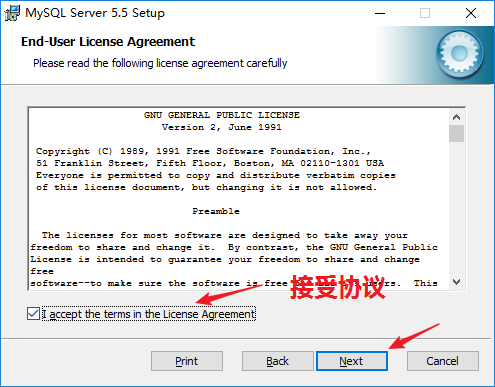 MySQL Server 5.5 Setup
End-User License Agreement
Please read the following license agreement carefully
GNU GENERAL PUBLIC LICENSE
Version 2, June 1991
Copyright (C) 1989, 1991 Free Software Foundation, Inc.,
51 Franklin Street, Fifth Floor, Boston, MA 02110-1301 USA
Everyone is permitted to copy and distribute verbatim copies
of this license document, but changing it is not allowed.
Preamble
The licenses for most software are designed to take away your
freedom to share and change it. By contrast, the GNU General Public
License is intended to guarantee your freedom to share and change
free
software--to make sure the software is free users. This
接受协议
I accept the terms in the License Agreement
Print Back Next Cancel